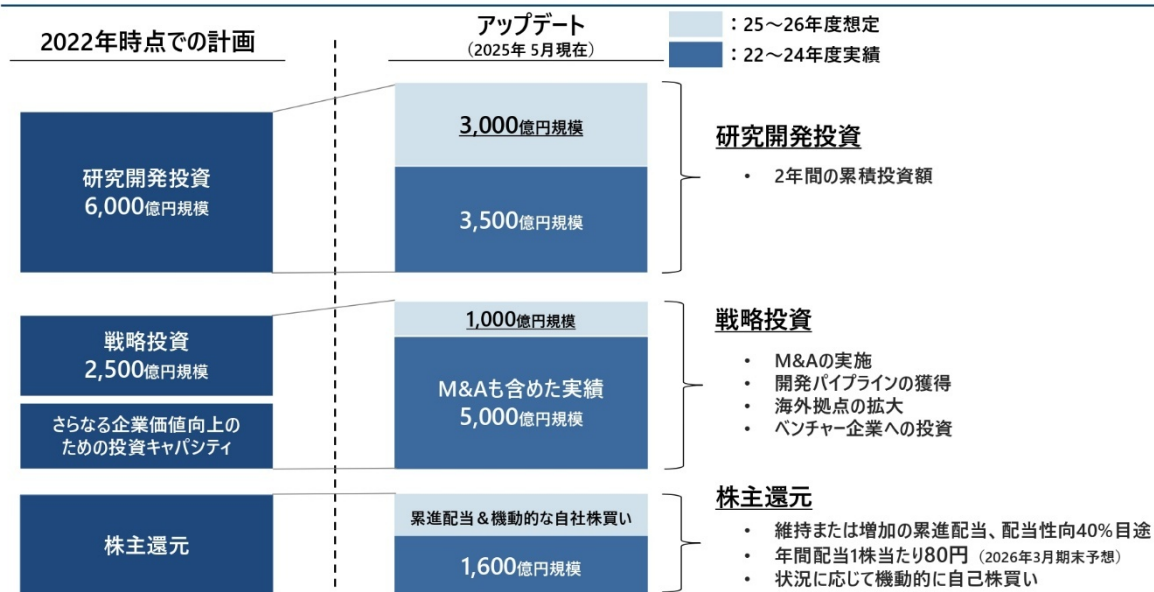 2022年時点での計画
アップデート
（2025年 5月現在）
：25～26年度想定
：22～24年度実績
研究開発投資
6,000億円規模
3,000億円規模
3,500億円規模
研究開発投資
• 2年間の累積投資額
戦略投資
2,500億円規模
さらなる企業価値向上の
ための投資キャパシティ
1,000億円規模
M&Aも含めた実績
5,000億円規模
戦略投資
• M&Aの実施
• 開発パイプラインの獲得
• 海外拠点の拡大
• ベンチャー企業への投資
株主還元
累進配当＆機動的な自社株買い
1,600億円規模
株主還元
• 維持または増加の累進配当、配当性向40%目途
• 年間配当1株当たり80円（2026年3月期末予想）
• 状況に応じて機動的に自己株買い